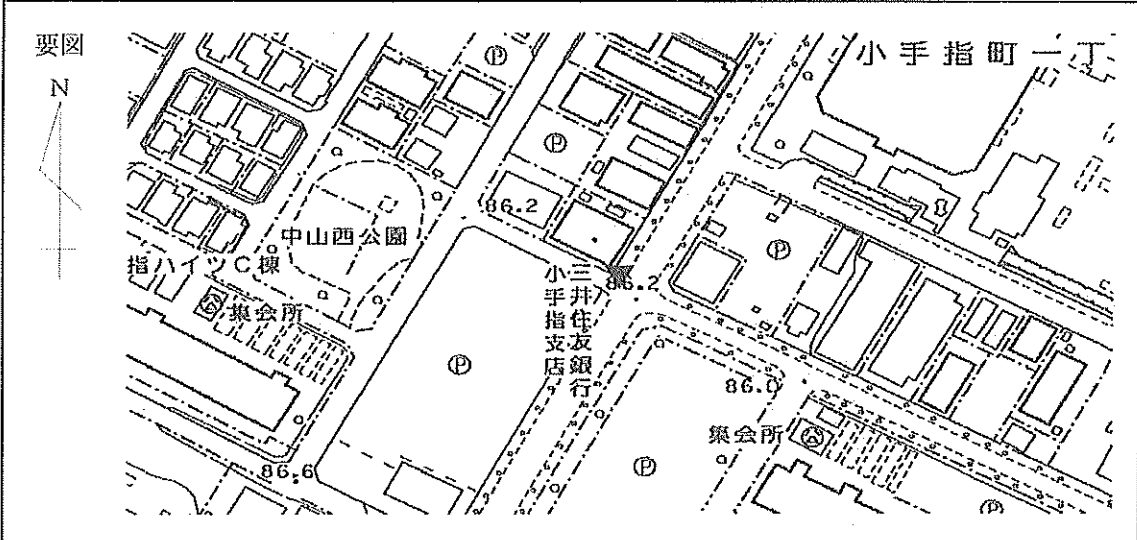 要図
N
小手指町一丁
Ⓟ
Ⓟ
86.2
中山西公園
Ⓟ
指ハイツC棟
集会所
三井住友銀行
小手指支店
86.2
Ⓟ
86.0
集会所
Ⓟ
86.6
Ⓟ